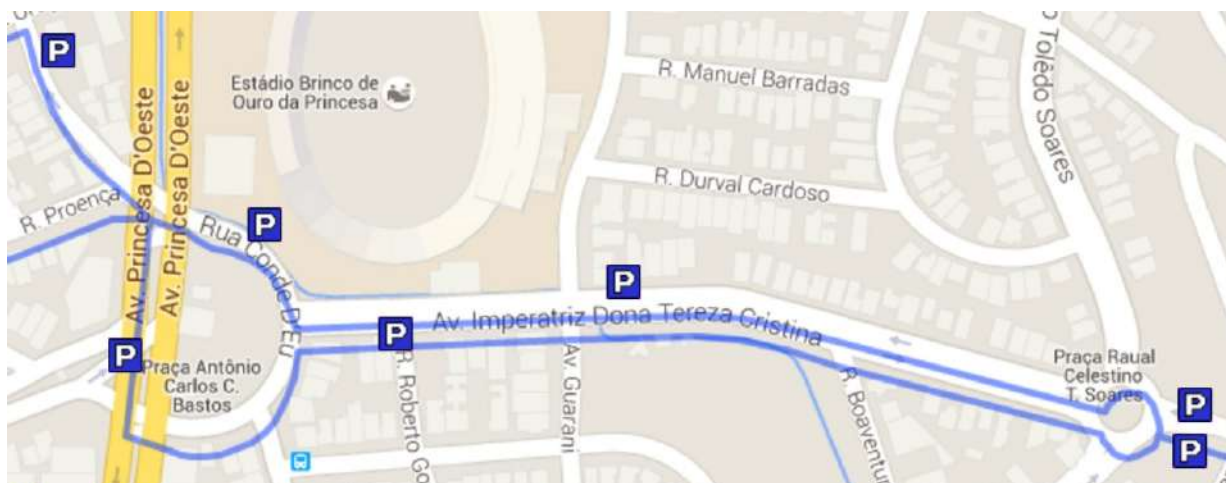 P
Av. Princesa D'Oeste
Av. Princesa D'Oeste
Estádio Brinco de
Ouro da Princesa
R. Manuel Barradas
Tolêdo Soares
R. Durval Cardoso
R. Proença
P
Rua Conde D'Eu
P
Av. Imperatriz Dona Tereza Cristina
P
P
Praça Antônio
Carlos C.
Bastos
R. Roberto Go
Av. Guarani
R. Boaventur
Praça Raual
Celestino
T. Soares
P
P